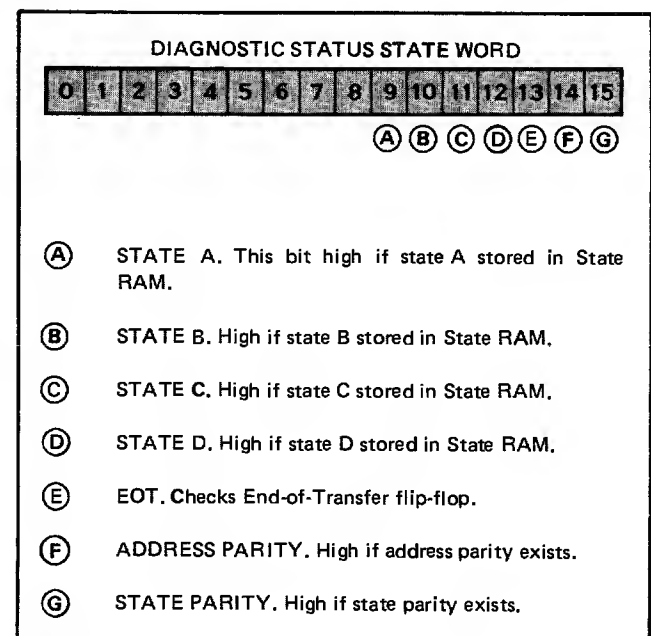 DIAGNOSTIC STATUS STATE WORD
0 1 2 3 4 5 6 7 8 9 10 11 12 13 14 15
A B C D E F G
A STATE A. This bit high if state A stored in State
RAM.
B STATE B. High if state B stored in State RAM.
C STATE C. High if state C stored in State RAM.
D STATE D. High if state D stored in State RAM.
E EOT. Checks End-of-Transfer flip-flop.
F ADDRESS PARITY. High if address parity exists.
G STATE PARITY. High if state parity exists.